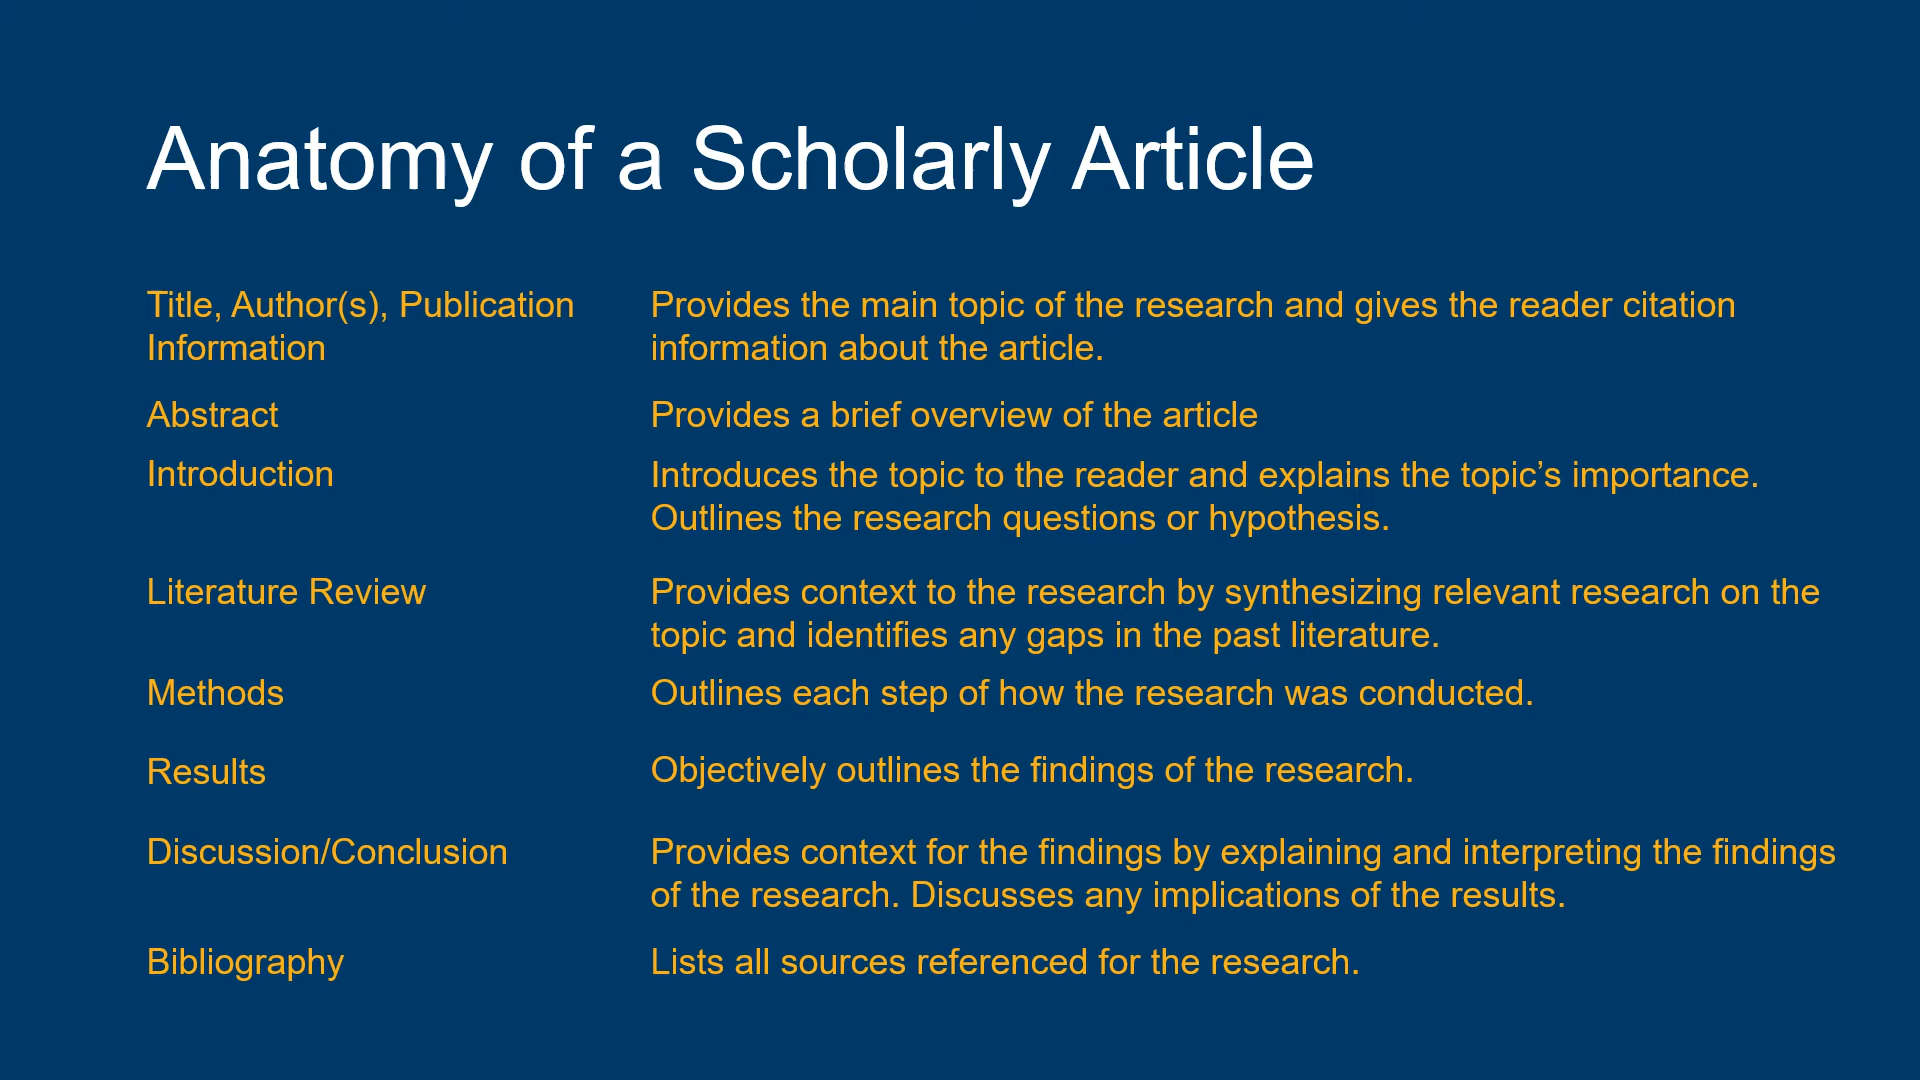 Anatomy of a Scholarly Article
Title, Author(s), Publication
Information
Provides the main topic of the research and gives the reader citation
information about the article.
Abstract
Provides a brief overview of the article
Introduction
Introduces the topic to the reader and explains the topic’s importance.
Outlines the research questions or hypothesis.
Literature Review
Provides context to the research by synthesizing relevant research on the
topic and identifies any gaps in the past literature.
Methods
Outlines each step of how the research was conducted.
Results
Objectively outlines the findings of the research.
Discussion/Conclusion
Provides context for the findings by explaining and interpreting the findings
of the research. Discusses any implications of the results.
Bibliography
Lists all sources referenced for the research.